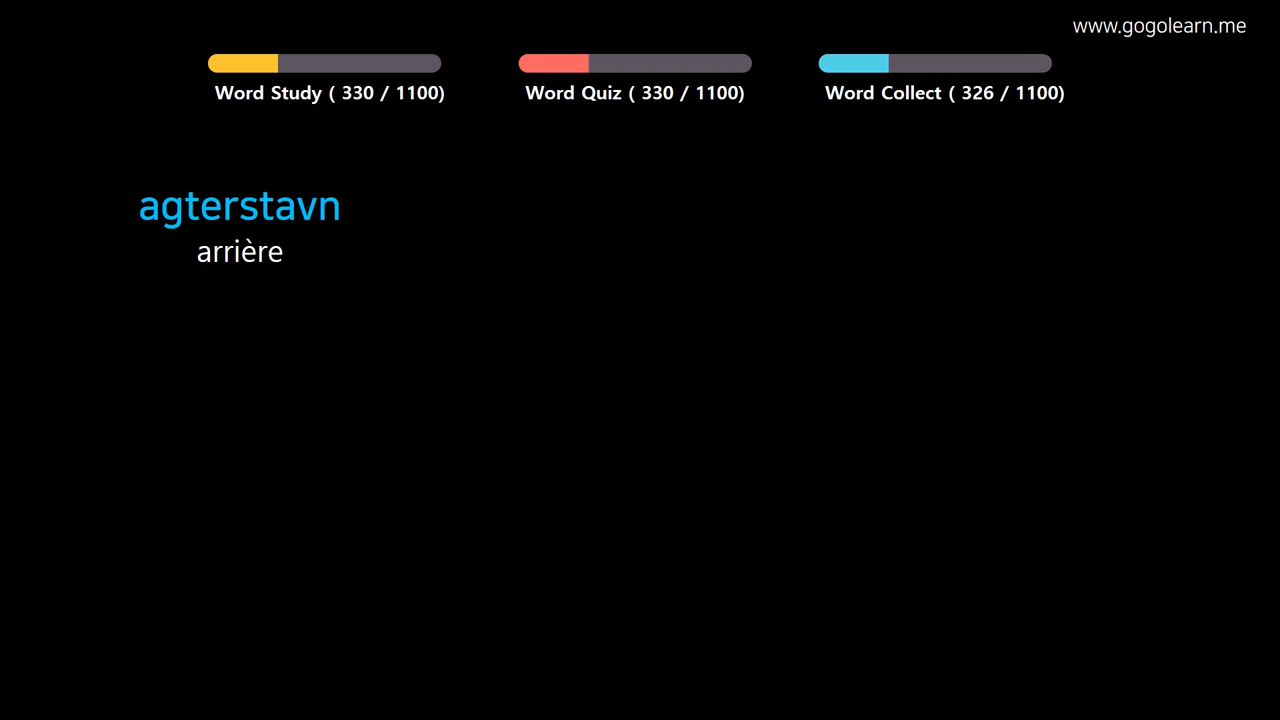 www.gogolearn.me
Word Study ( 330 / 1100)
Word Quiz ( 330 / 1100)
Word Collect ( 326 / 1100)
agterstavn
arrière